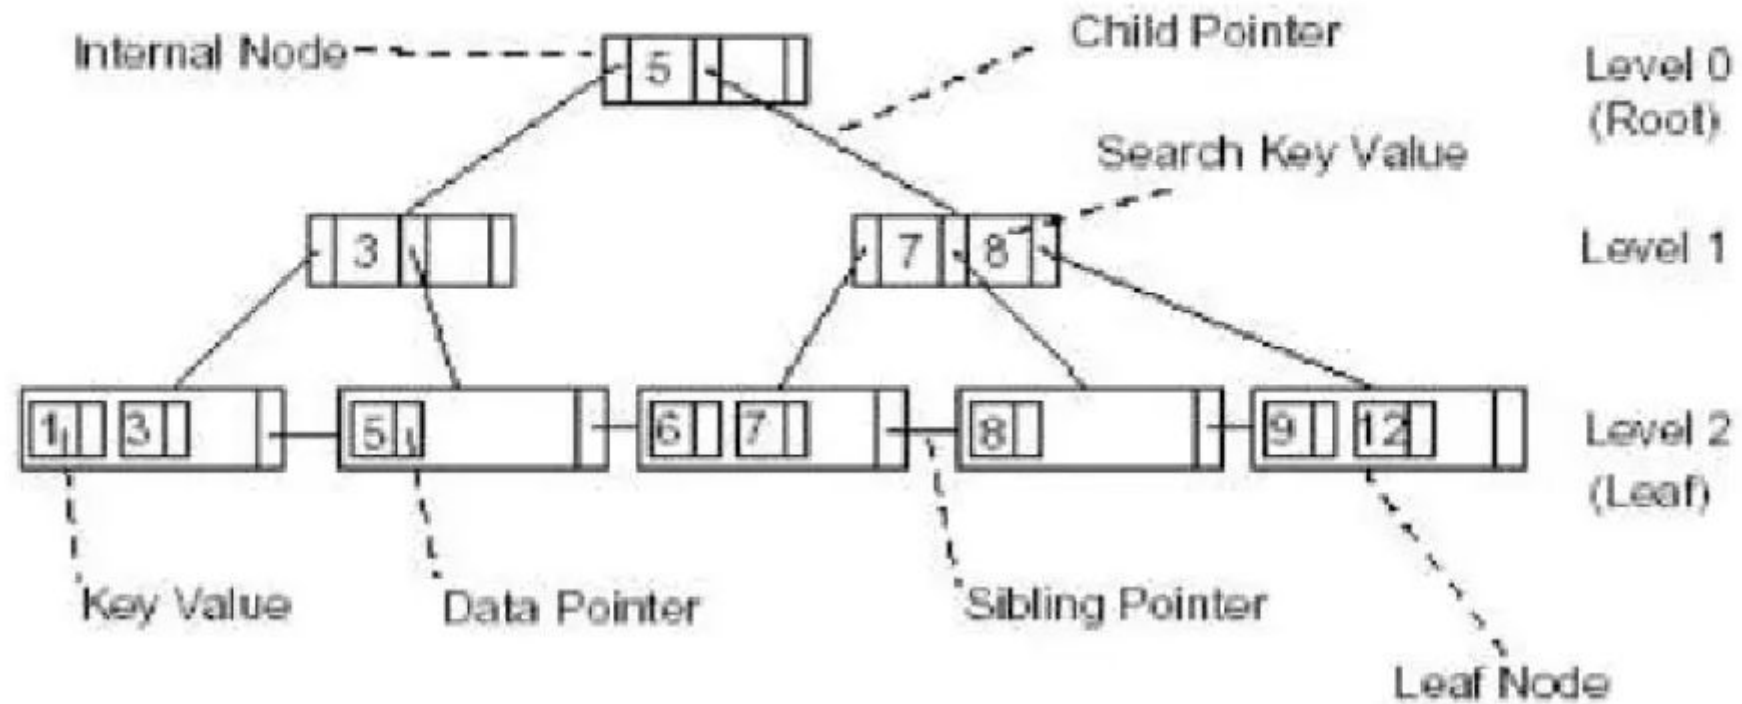 Internal Node
5
Child Pointer
Level 0
(Root)
Search Key Value
3
7 8
Level 1
1 3
5
6 7
8
9 12
Level 2
(Leaf)
Key Value
Data Pointer
Sibling Pointer
Leaf Node